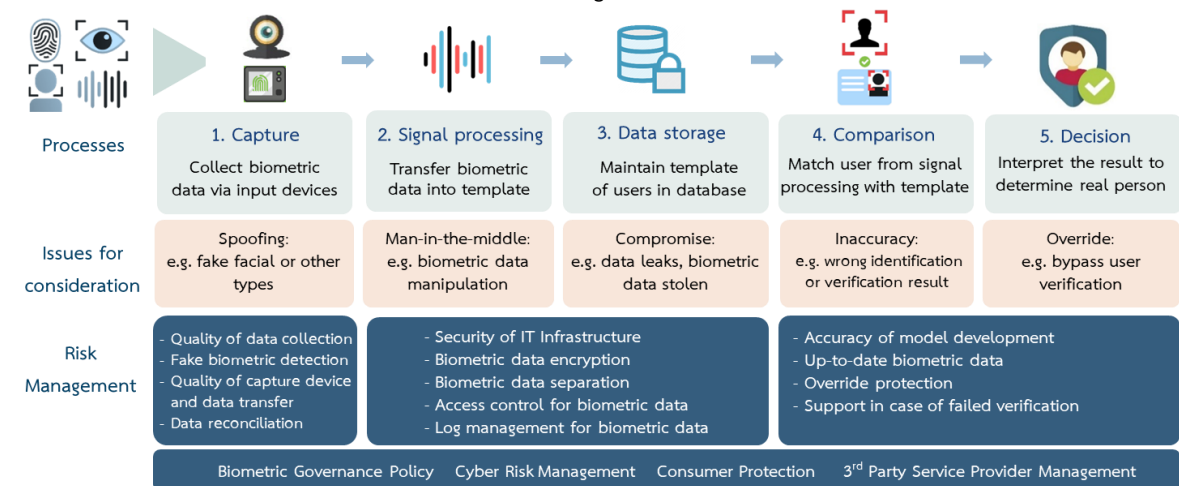 Processes
1. Capture
Collect biometric
data via input devices
2. Signal processing
Transfer biometric
data into template
3. Data storage
Maintain template
of users in database
4. Comparison
Match user from signal
processing with template
5. Decision
Interpret the result to
determine real person
Issues for
consideration
Spoofing:
e.g. fake facial or other
types
Man-in-the-middle:
e.g. biometric data
manipulation
Compromise:
e.g. data leaks, biometric
data stolen
Inaccuracy:
e.g. wrong identification
or verification result
Override:
e.g. bypass user
verification
Risk
Management
- Quality of data collection
- Fake biometric detection
- Quality of capture device
and data transfer
- Data reconciliation
- Security of IT Infrastructure
- Biometric data encryption
- Biometric data separation
- Access control for biometric data
- Log management for biometric data
- Accuracy of model development
- Up-to-date biometric data
- Override protection
- Support in case of failed verification
Biometric Governance Policy Cyber Risk Management Consumer Protection 3rd Party Service Provider Management